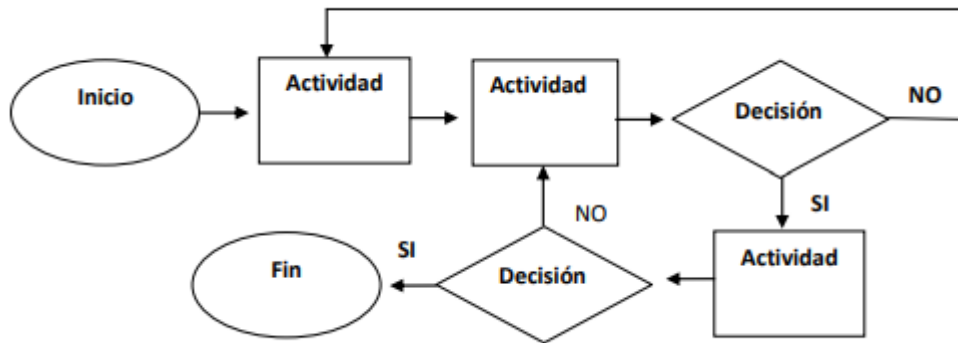 Inicio
Actividad
Actividad
Decisión
NO
SI
NO
Actividad
Decisión
SI
Fin